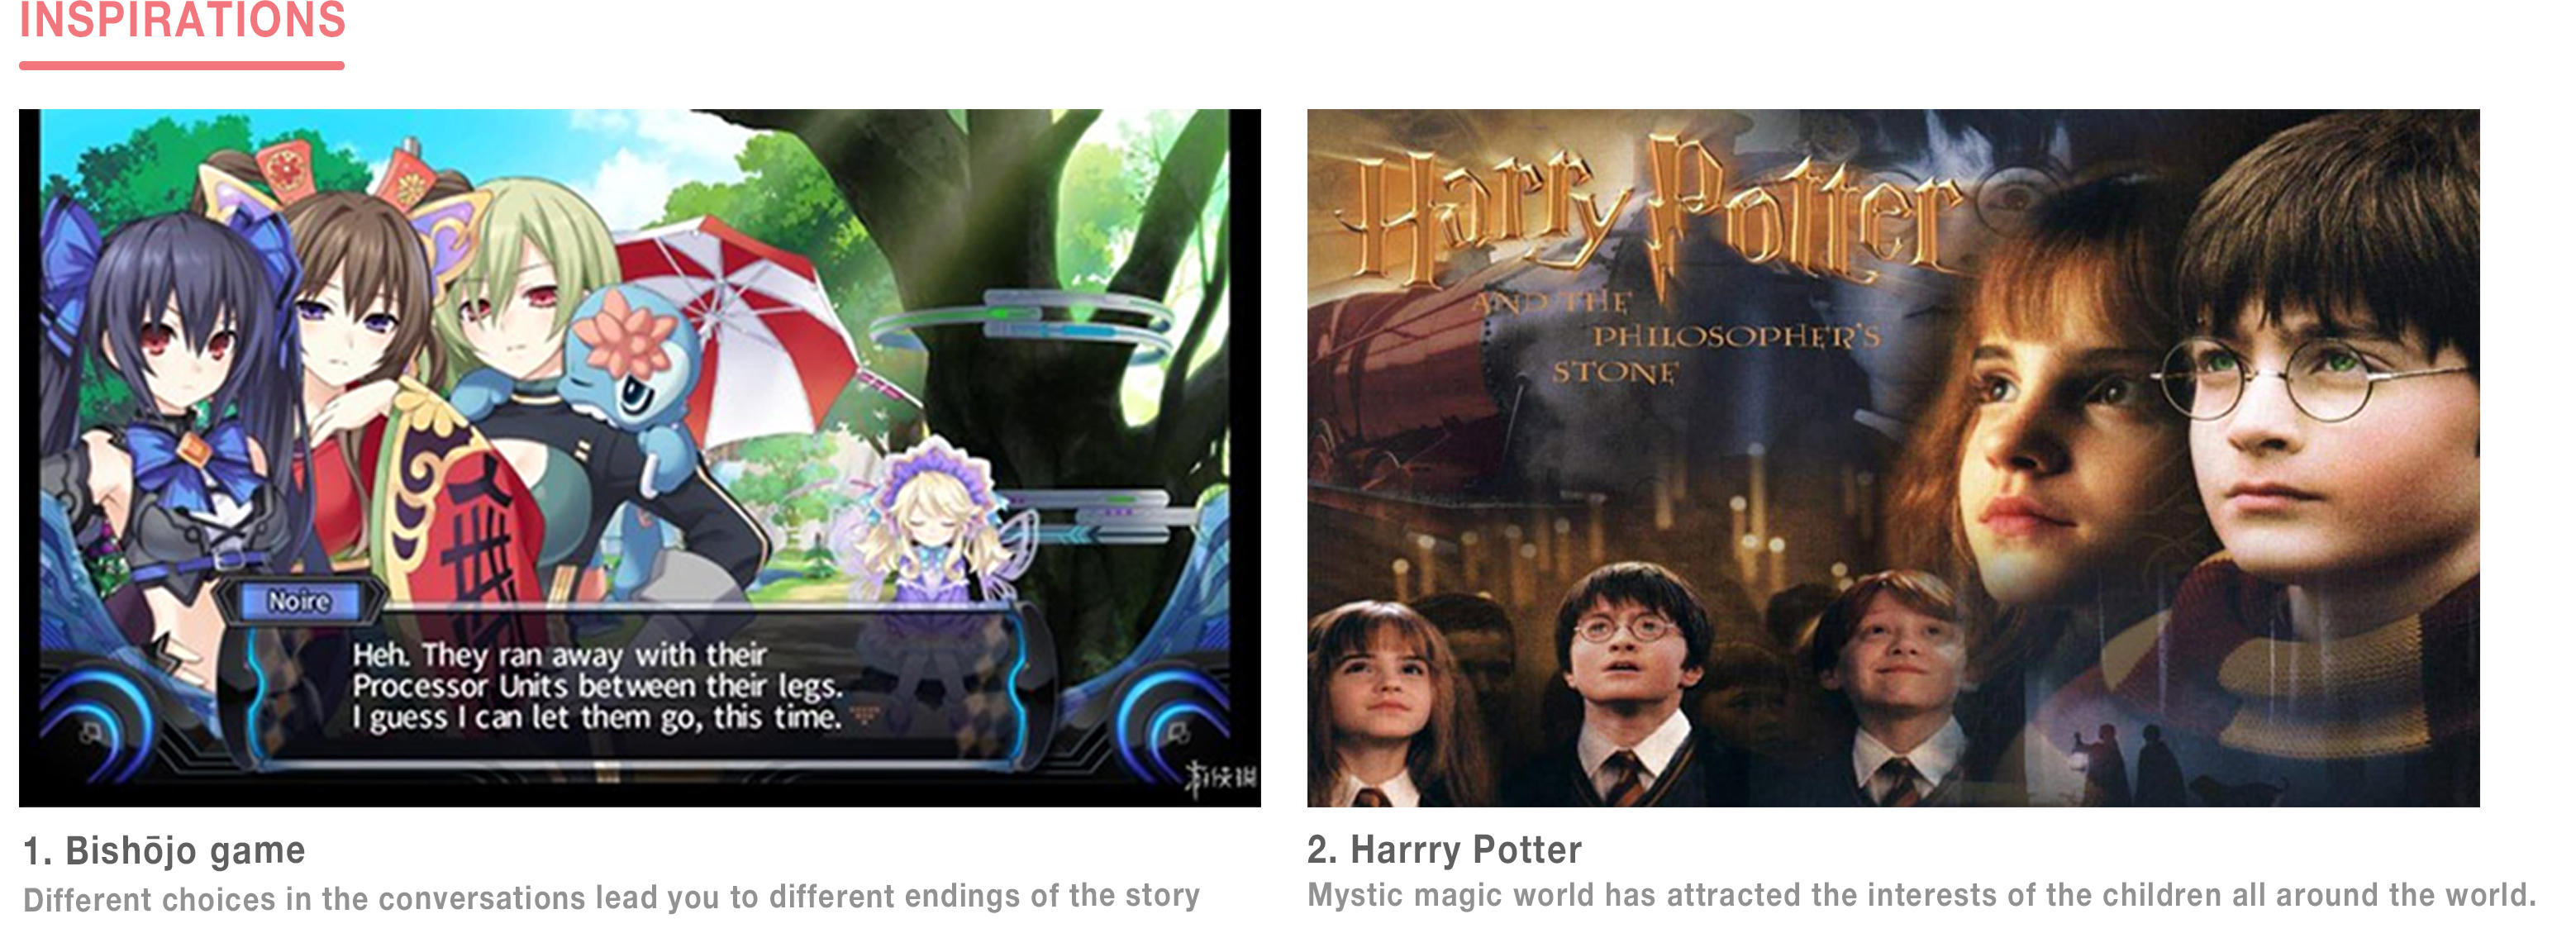 INSPIRATIONS
Noire
Heh. They ran away with their
Processor Units between their legs.
I guess I can let them go, this time.
Harry Potter
AND THE
PHILOSOPHER'S
STONE
1. Bishōjo game
Different choices in the conversations lead you to different endings of the story
2. Harrry Potter
Mystic magic world has attracted the interests of the children all around the world.